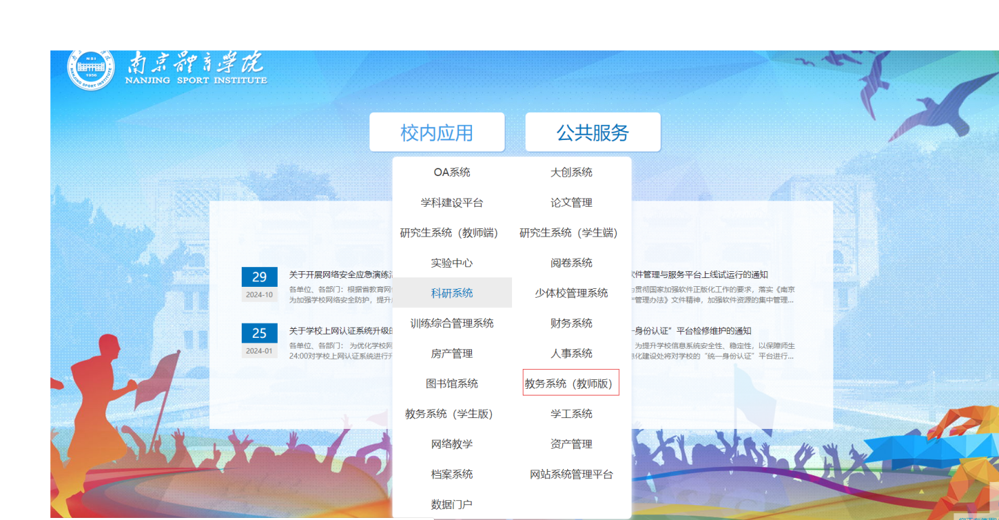 NSI
1956
NANJING SPORT INSTITUTE
南京體育學院
NANJING SPORT INSTITUTE
校内应用
公共服务
OA系统
大创系统
学科建设平台
论文管理
研究生系统（教师端）
研究生系统（学生端）
实验中心
阅卷系统
科研系统
少体校管理系统
训练综合管理系统
财务系统
房产管理
人事系统
图书馆系统
教务系统（教师版）
教务系统（学生版）
学工系统
网络教学
资产管理
档案系统
网站系统管理平台
数据门户
29
2024-10
关于开展网络安全应急演练
各单位、各部门：根据省教育网
为加强学校网络安全防护，提升
件管理与服务平台上线试运行的通知
贯彻国家加强软件正版化工作的要求，落实《南京
管理办法》文件精神，加强软件资源的集中管理...
25
2024-01
关于学校上网认证系统升级
各单位、各部门： 为优化学校网
24:00对学校上网认证系统进行
身份认证”平台检修维护的通知
为提升学校信息系统安全性、稳定性，以保障师生
化建设处将对学校的“统一身份认证”平台进行...